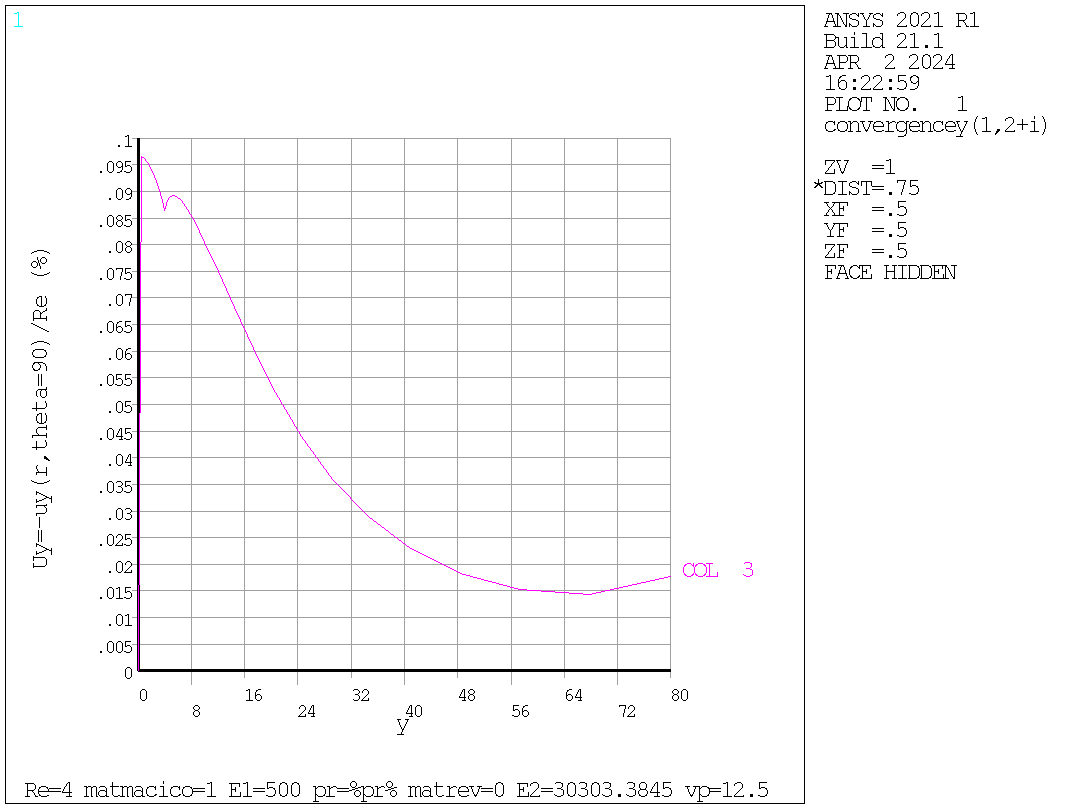 1
ANSYS 2021 R1
Build 21.1
APR  2 2024
16:22:59
PLOT NO.   1
convergencey(1,2+i)
ZV  =1
*DIST=.75
XF  =.5
YF  =.5
ZF  =.5
FACE HIDDEN
Uy=-uy(r,theta=90)/Re (%)
.1
.095
.09
.085
.08
.075
.07
.065
.06
.055
.05
.045
.04
.035
.03
.025
.02
.015
.01
.005
0
COL  3
0 16 32 48 64 80
8 24 40 56 72
y
Re=4 matmacico=1 E1=500 pr=%pr% matrev=0 E2=30303.3845 vp=12.5